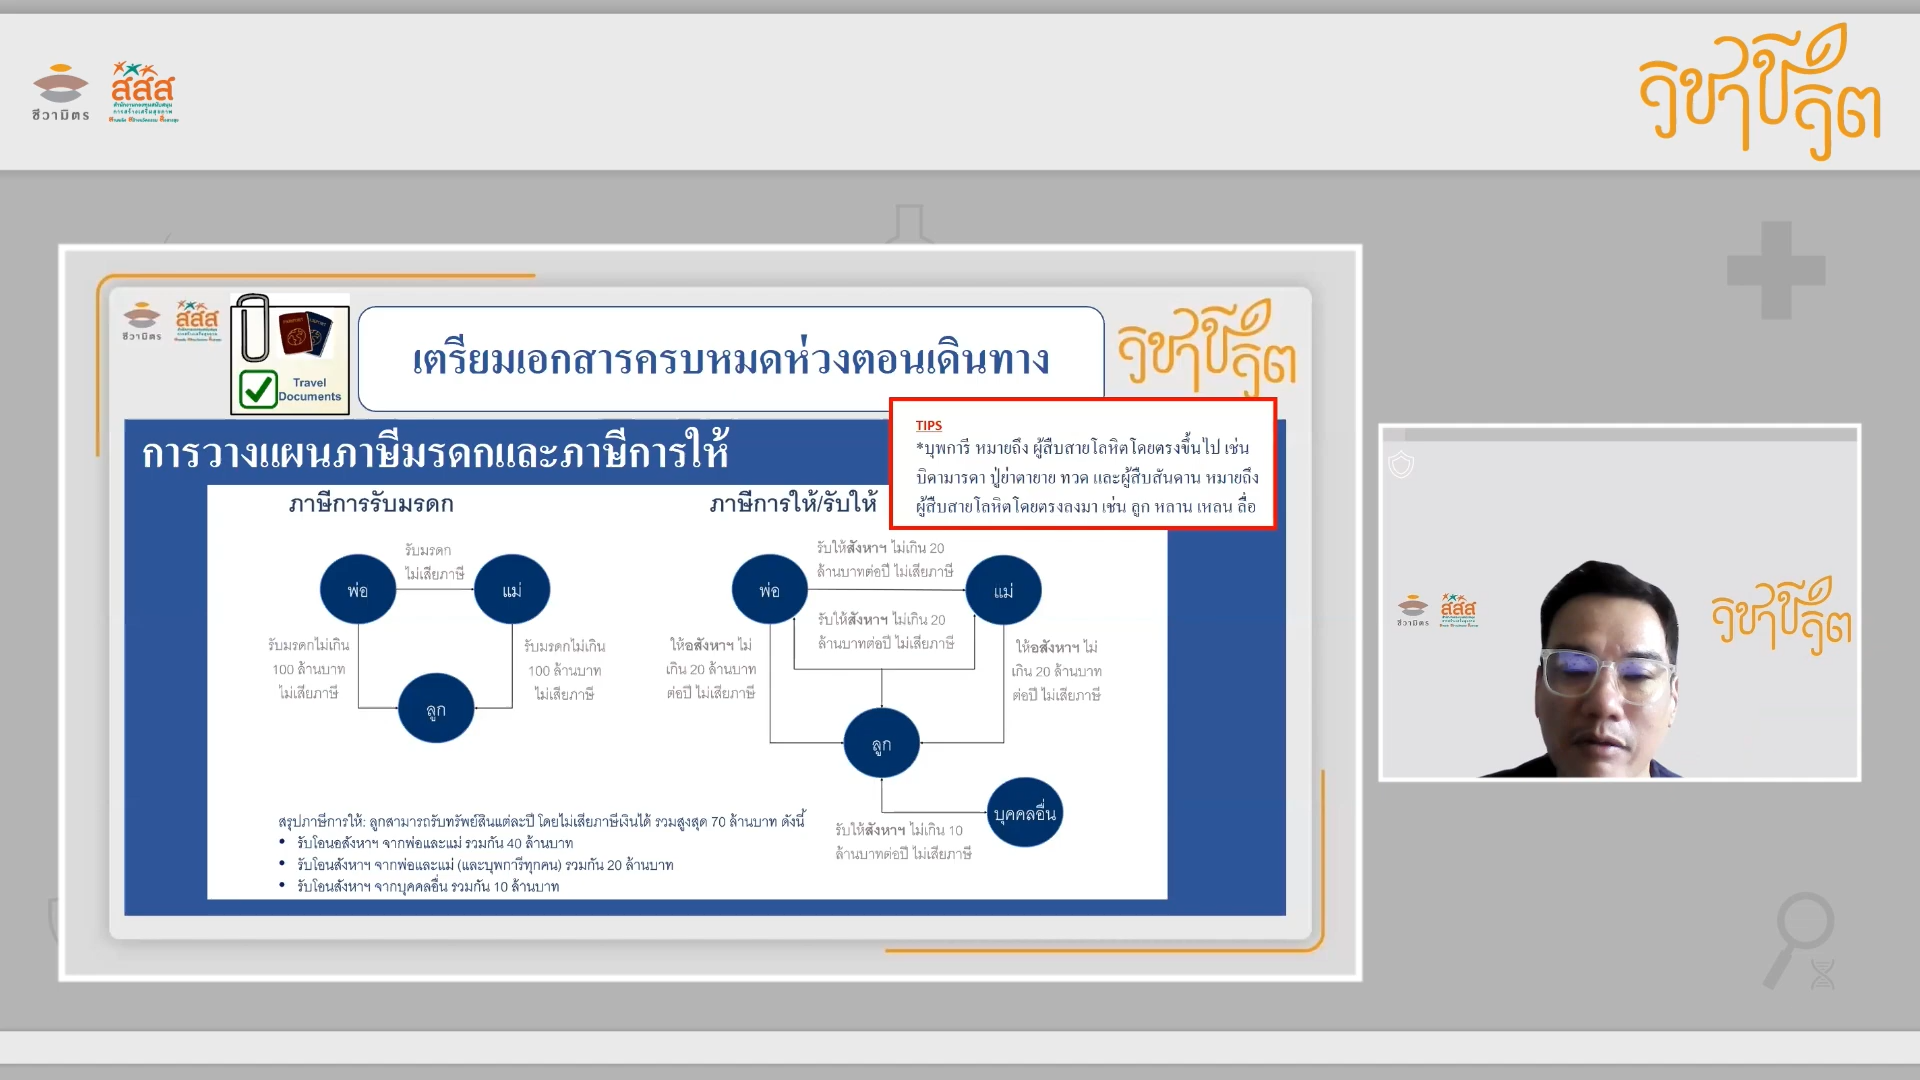 ชีวามิตร
สสส
วิชาชีวิต
ชีวามิตร
สสส
Travel
Documents
เตรียมเอกสารครบหมดห่วงตอนเดินทาง
วิชาชีวิต
การวางแผนภาษีมรดกและภาษีการให้
TIPS
*บุพการี หมายถึง ผู้สืบสายโลหิตโดยตรงขึ้นไป เช่น
บิดามารดา ปู่ย่าตายาย ทวด และผู้สืบสันดาน หมายถึง
ผู้สืบสายโลหิตโดยตรงลงมา เช่น ลูก หลาน เหลน ลื่อ
ภาษีการรับมรดก
พ่อ
รับมรดก
ไม่เสียภาษี
แม่
รับมรดกไม่เกิน
100 ล้านบาท
ไม่เสียภาษี
รับมรดกไม่เกิน
100 ล้านบาท
ไม่เสียภาษี
ลูก
ภาษีการให้/รับให้
รับให้สังหาฯ ไม่เกิน 20
ล้านบาทต่อปี ไม่เสียภาษี
พ่อ
แม่
รับให้สังหาฯ ไม่เกิน 20
ล้านบาทต่อปี ไม่เสียภาษี
ให้อสังหาฯ ไม่
เกิน 20 ล้านบาท
ต่อปี ไม่เสียภาษี
ให้อสังหาฯ ไม่
เกิน 20 ล้านบาท
ต่อปี ไม่เสียภาษี
ลูก
บุคคลอื่น
รับให้สังหาฯ ไม่เกิน 10
ล้านบาทต่อปี ไม่เสียภาษี
สรุปภาษีการให้: ลูกสามารถรับทรัพย์สินแต่ละปี โดยไม่เสียภาษีเงินได้ รวมสูงสุด 70 ล้านบาท ดังนี้
• รับโอนอสังหาฯ จากพ่อและแม่ รวมกัน 40 ล้านบาท
• รับโอนสังหาฯ จากพ่อและแม่ (และบุพการีทุกคน) รวมกัน 20 ล้านบาท
• รับโอนสังหาฯ จากบุคคลอื่น รวมกัน 10 ล้านบาท
ชีวามิตร
สสส
วิชาชีวิต